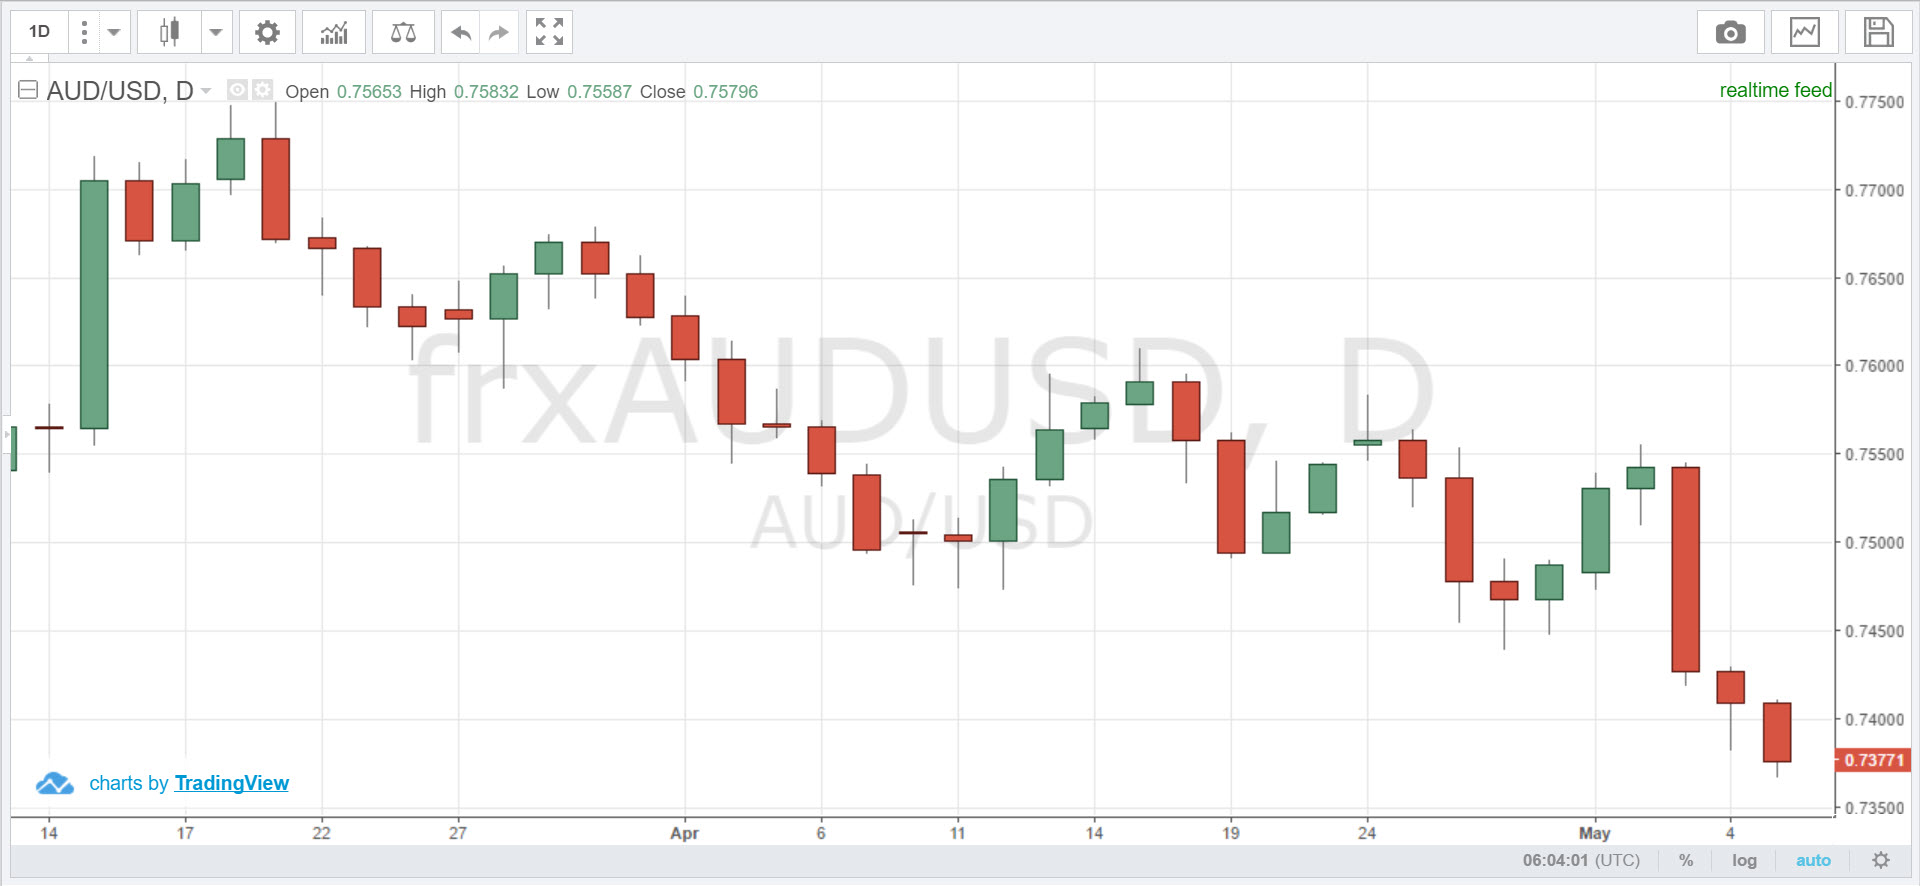 1D
AUD/USD, D Open 0.75653 High 0.75832 Low 0.75587 Close 0.75796
realtime feed
0.77500
0.77000
0.76500
0.76000
0.75500
0.75000
0.74500
0.74000
0.73771
0.73500
frxAUDUSD, D
AUD/USD
charts by TradingView
14 17 22 27 Apr 6 11 14 19 24 May 4
06:04:01 (UTC) % log auto